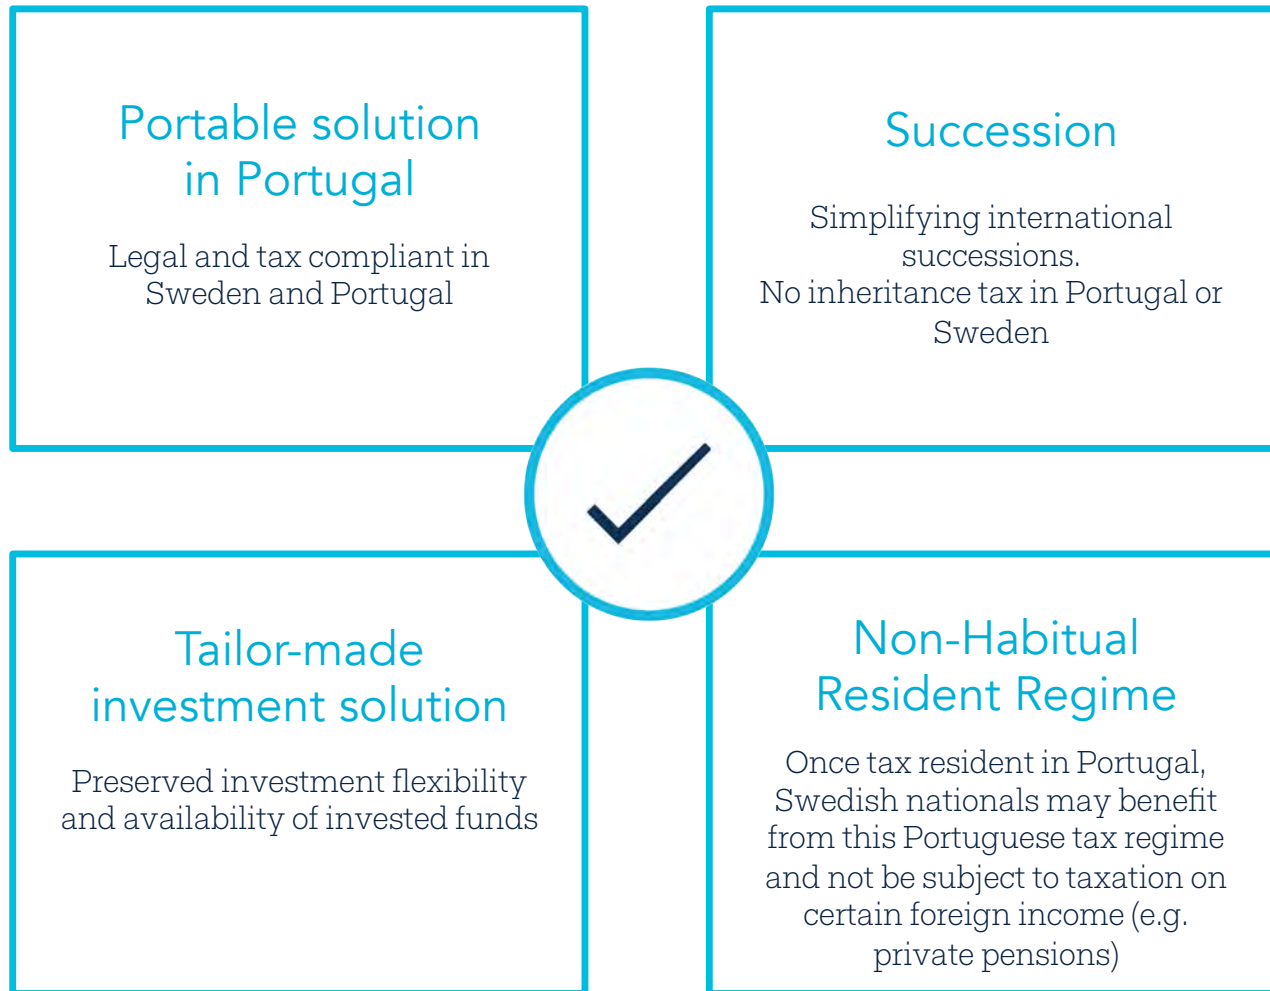 Portable solution
in Portugal
Legal and tax compliant in
Sweden and Portugal
Succession
Simplifying international
successions.
No inheritance tax in Portugal or
Sweden
Tailor-made
investment solution
Preserved investment flexibility
and availability of invested funds
Non-Habitual
Resident Regime
Once tax resident in Portugal,
Swedish nationals may benefit
from this Portuguese tax regime
and not be subject to taxation on
certain foreign income (e.g.
private pensions)